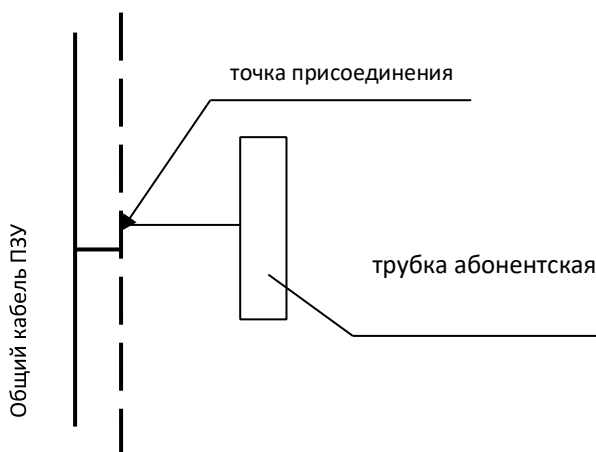 точка присоединения
трубка абонентская
Общий кабель ПЗУ